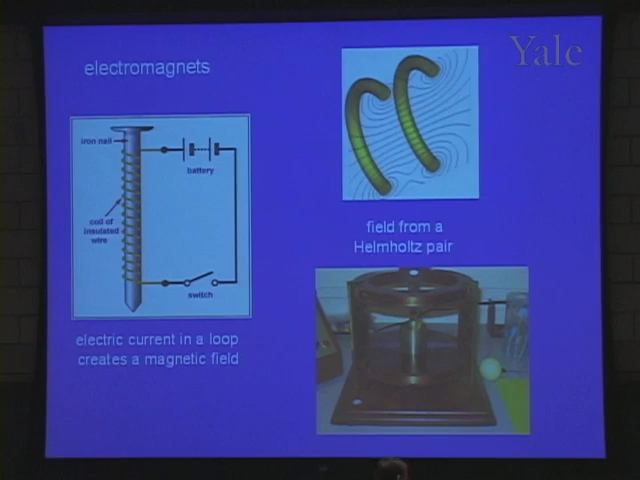 Yale
electromagnets
iron nail
battery
coil of
insulated
wire
switch
electric current in a loop
creates a magnetic field
field from a
Helmholtz pair